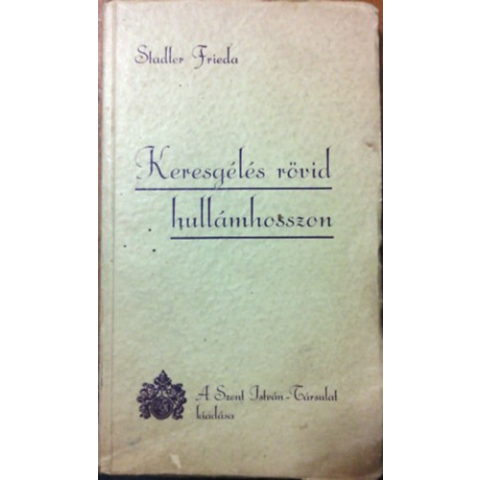 Stadler Frieda
Keresgélés rövid
hullámhosszon
A Szent István-Társulat
kiadása